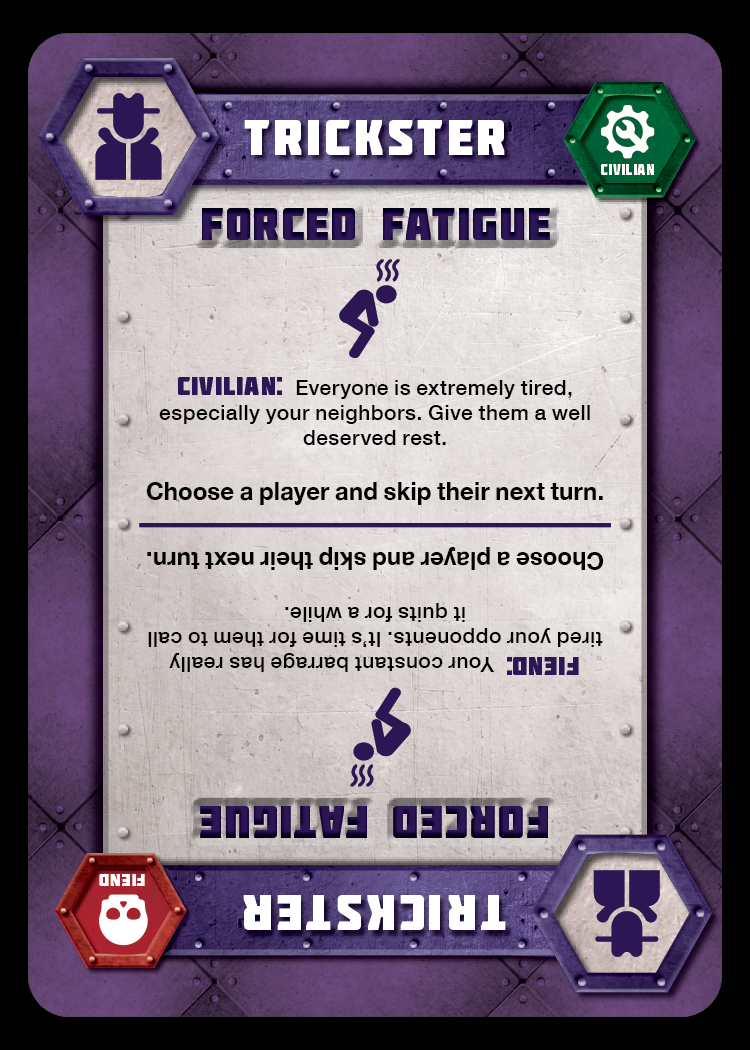 TRICKSTER
CIVILIAN
FORCED FATIGUE
CIVILIAN: Everyone is extremely tired,
especially your neighbors. Give them a well
deserved rest.
Choose a player and skip their next turn.
TRICKSTER
FIEND
FORCED FATIGUE
FIEND: Your constant barrage has really
tired your opponents. It's time for them to call
it quits for a while.
Choose a player and skip their next turn.